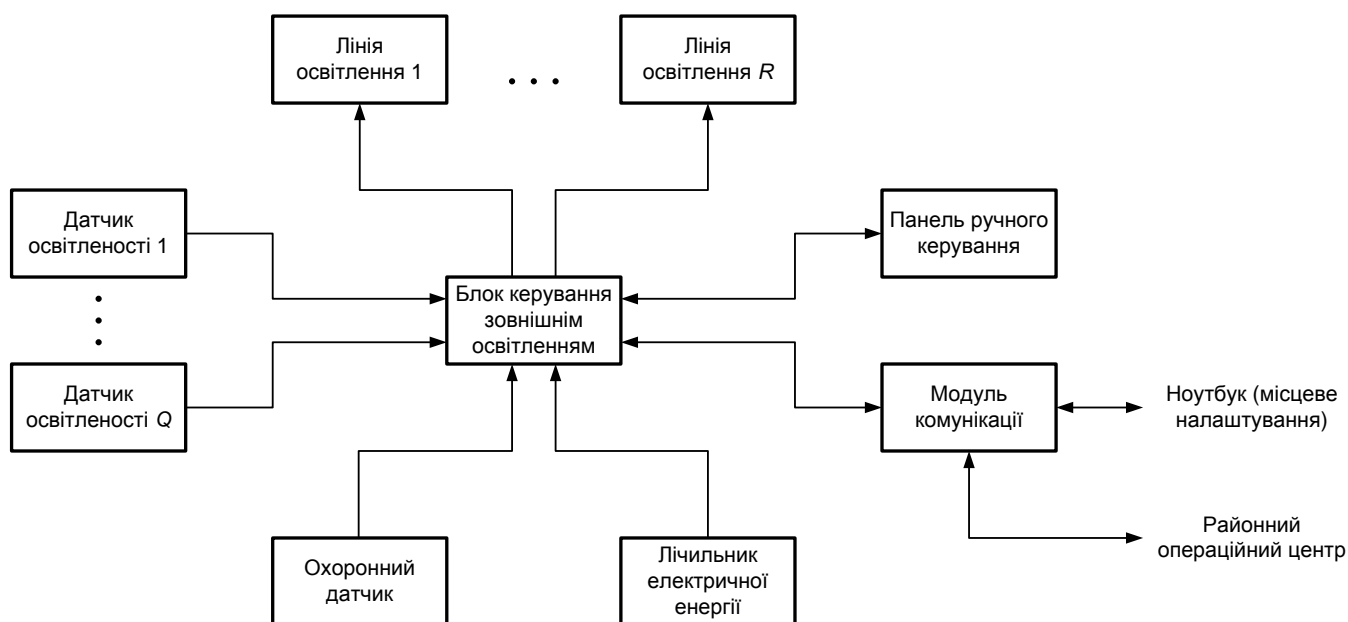 Лінія
освітлення 1
. . .
Лінія
освітлення R
Датчик
освітленості 1
Панель ручного
керування
Блок керування
зовнішнім
освітленням
Датчик
освітленості Q
Модуль
комунікації
Ноутбук (місцеве
налаштування)
Охоронний
датчик
Лічильник
електричної
енергії
Районний
операційний центр